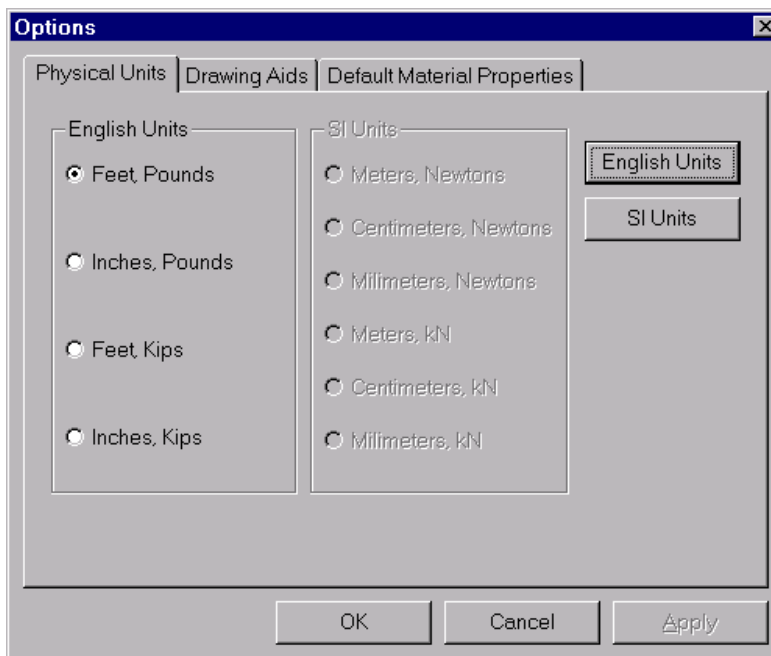 Options
Physical Units
Drawing Aids
Default Material Properties
English Units
Feet, Pounds
Inches, Pounds
Feet, Kips
Inches, Kips
SI Units
Meters, Newtons
Centimeters, Newtons
Milimeters, Newtons
Meters, kN
Centimeters, kN
Milimeters, kN
English Units
SI Units
OK
Cancel
Apply